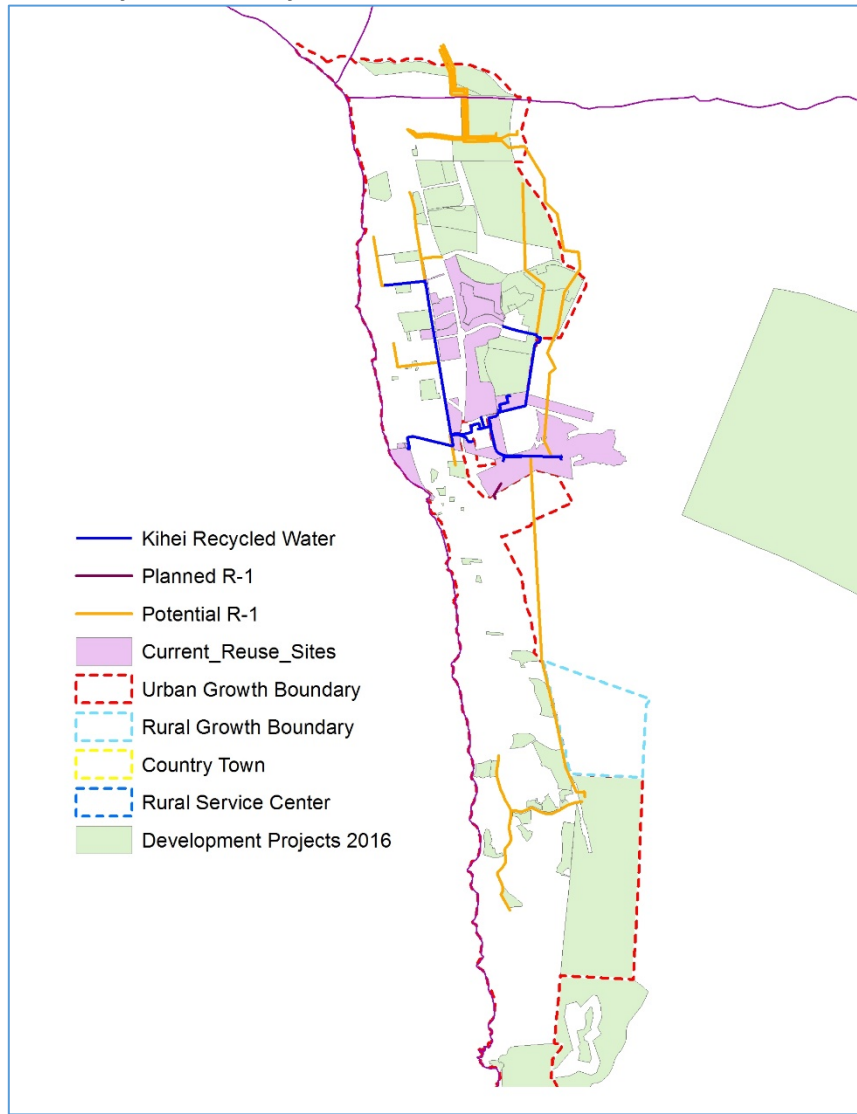 Kihei Recycled Water
Planned R-1
Potential R-1
Current_Reuse_Sites
Urban Growth Boundary
Rural Growth Boundary
Country Town
Rural Service Center
Development Projects 2016